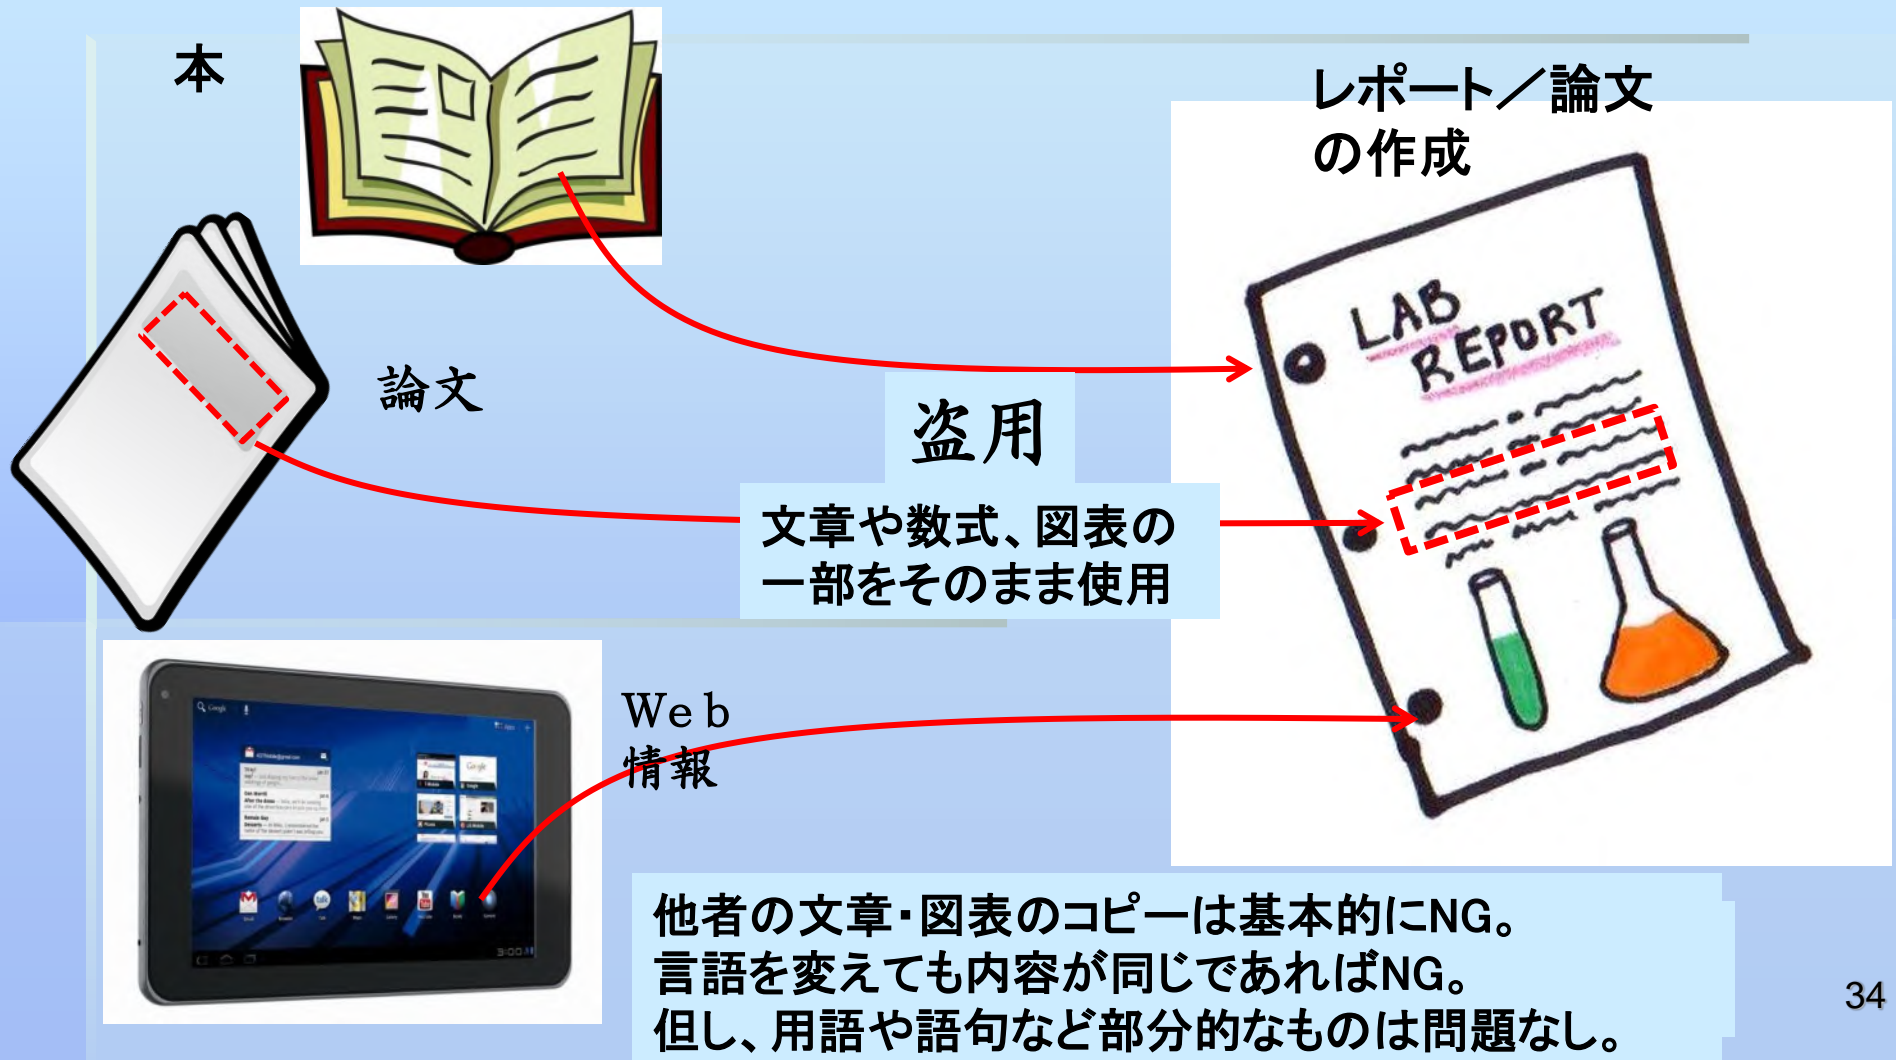 本
レポート／論文
の作成
LAB
REPORT
論文
盗用
文章や数式、図表の
一部をそのまま使用
Web
情報
Google
3:00
他者の文章・図表のコピーは基本的にNG。
言語を変えても内容が同じであればNG。
但し、用語や語句など部分的なものは問題なし。
34